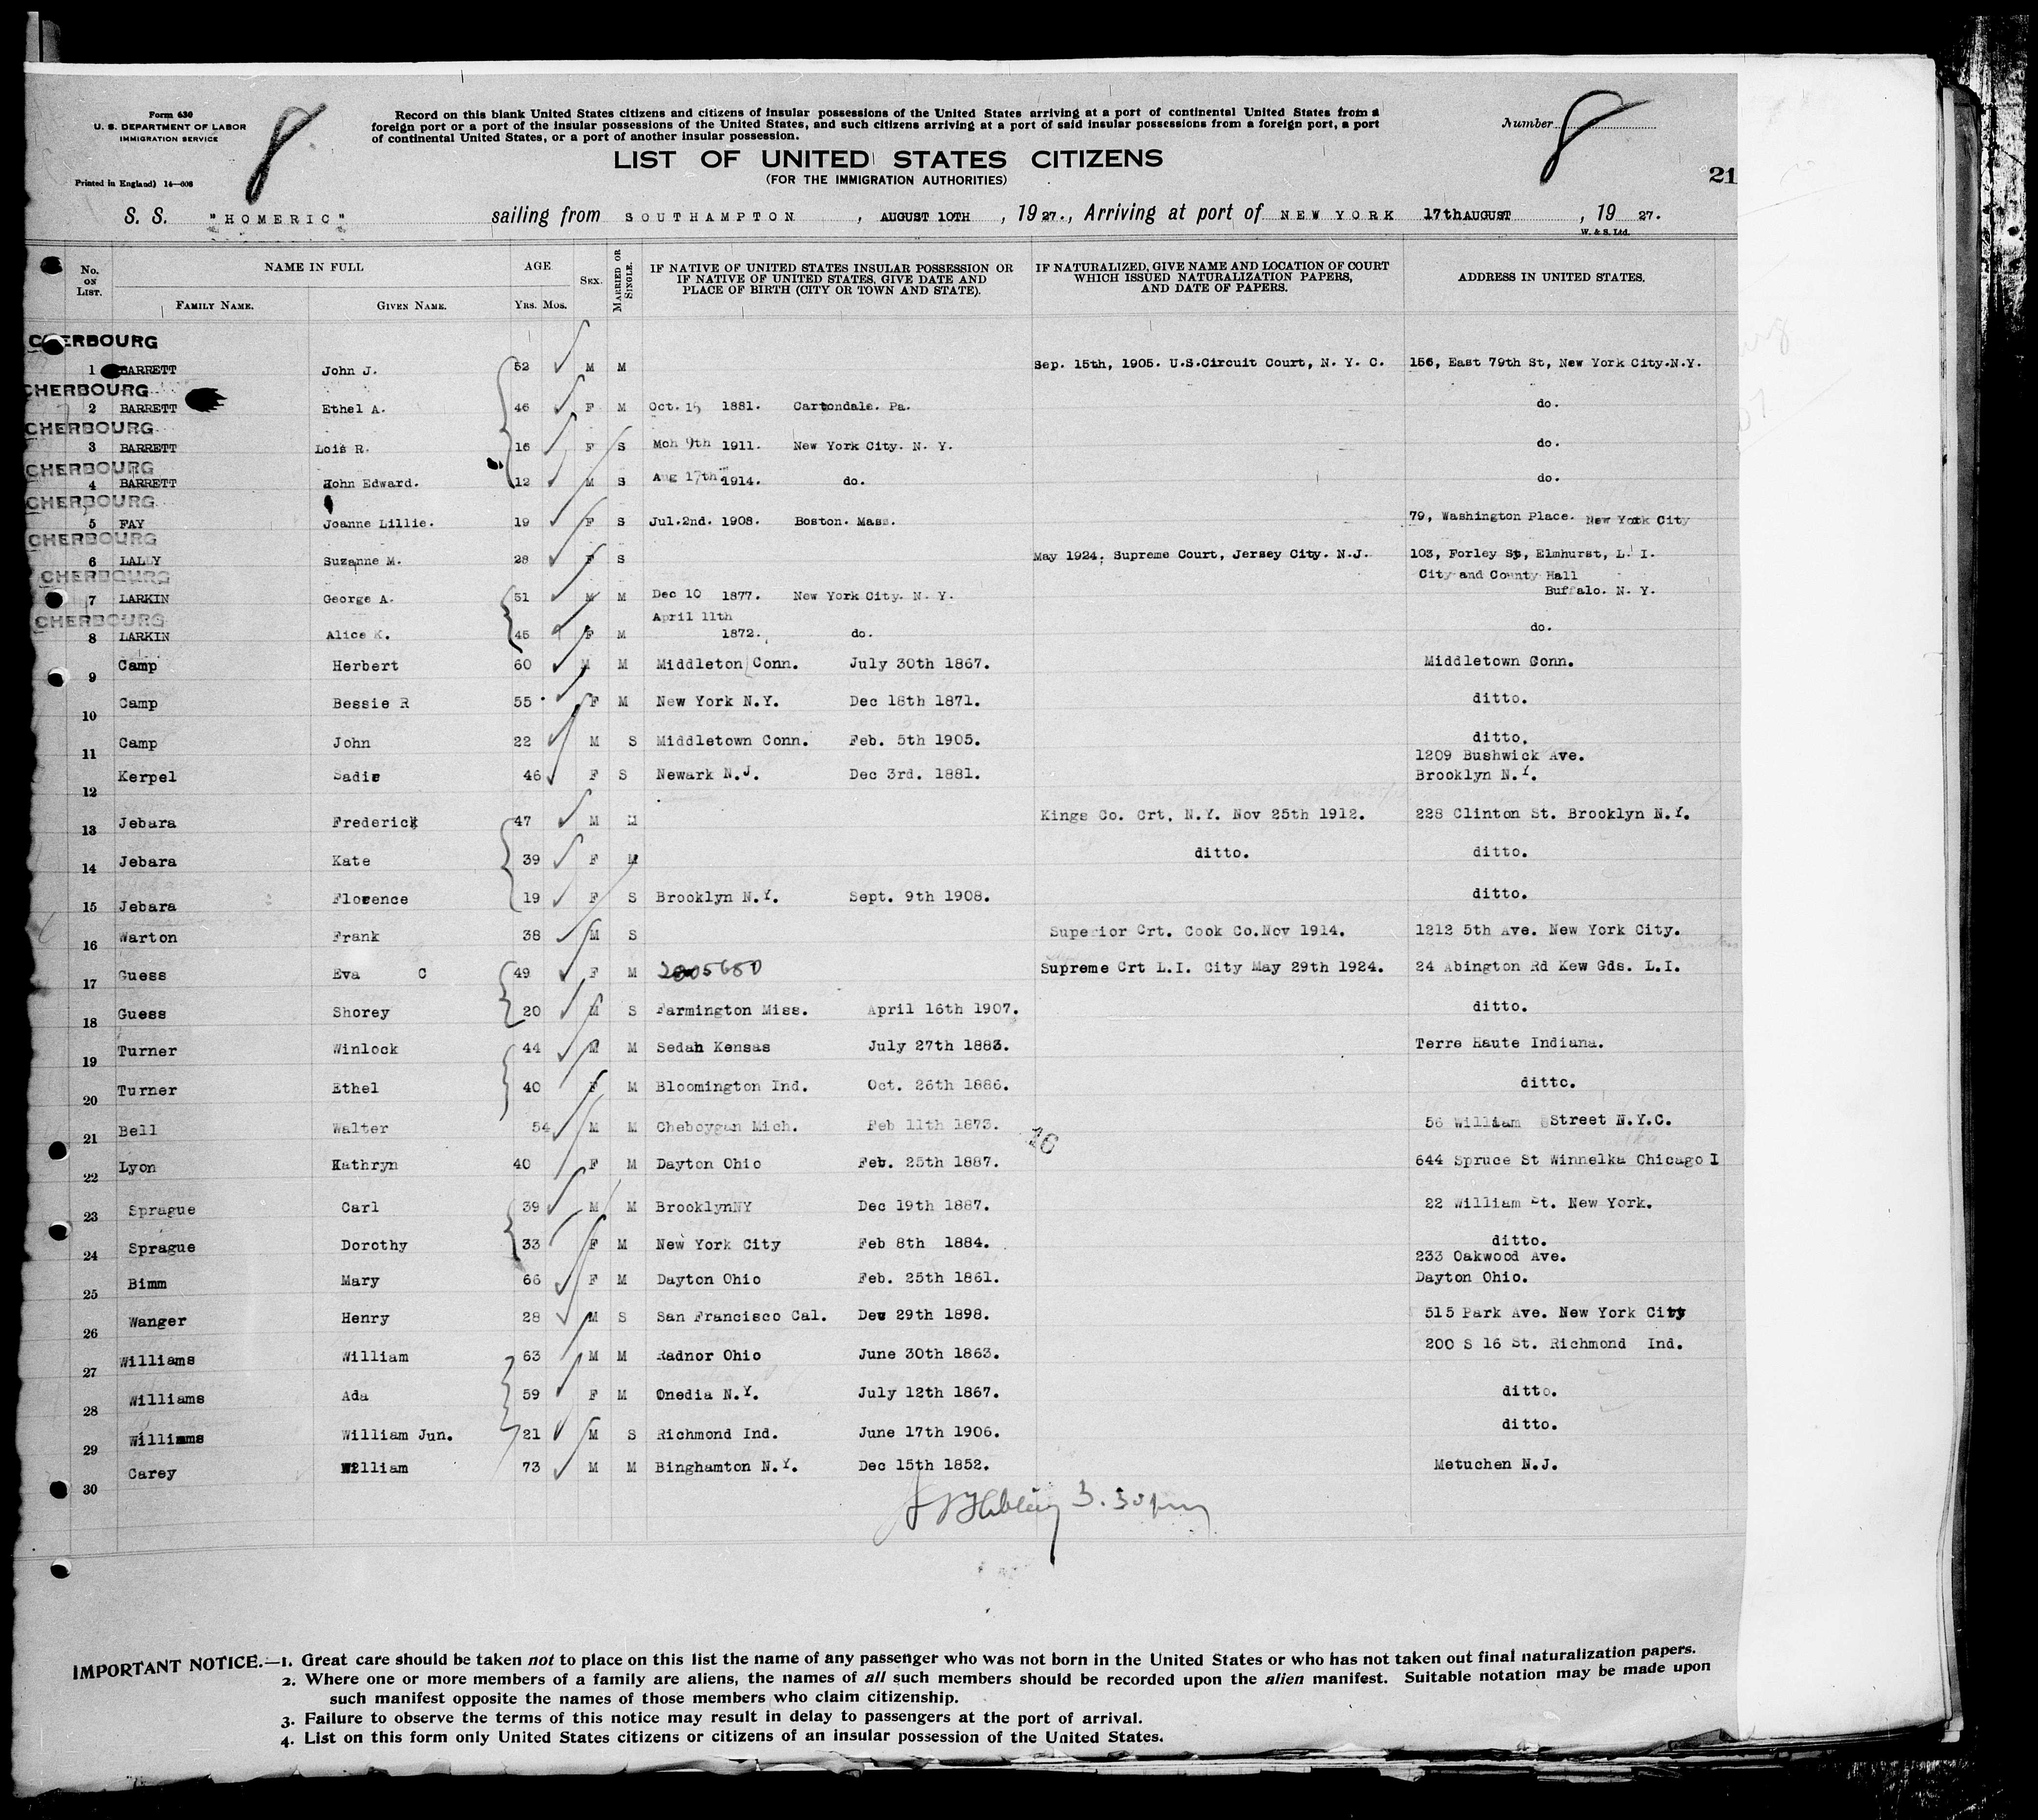 Form 630
U. S. DEPARTMENT OF LABOR
IMMIGRATION SERVICE
Printed in England) 14—608
8
Record on this blank United States citizens and citizens of insular possessions of the United States arriving at a port of continental United States from a
foreign port or a port of the insular possessions of the United States, and such citizens arriving at a port of said insular possessions from a foreign port, a port
of continental United States, or a port of another insular possession.
LIST OF UNITED STATES CITIZENS
(FOR THE IMMIGRATION AUTHORITIES)
Number 8
21
S. S. "HOMERIC" sailing from SOUTHAMPTON, AUGUST 10TH, 1927., Arriving at port of NEW YORK 17thAUGUST, 1927.
W. & S. Ltd.
No. ON LIST. NAME IN FULL FAMILY NAME. GIVEN NAME. AGE YRS. MOS. SEX. MARRIED OR SINGLE. IF NATIVE OF UNITED STATES INSULAR POSSESSION OR IF NATIVE OF UNITED STATES, GIVE DATE AND PLACE OF BIRTH (CITY OR TOWN AND STATE). IF NATURALIZED, GIVE NAME AND LOCATION OF COURT WHICH ISSUED NATURALIZATION PAPERS, AND DATE OF PAPERS. ADDRESS IN UNITED STATES.
CHERBOURG
1 BARRETT John J. 52 M M Sep. 15th, 1905. U.S.Circuit Court, N. Y. C. 156, East 79th St, New York City.N.Y.
CHERBOURG
2 BARRETT Ethel A. 46 F M Oct. 15 1881. Cartondale. Pa. do.
CHERBOURG
3 BARRETT Lois R. 16 F S Mch 9th 1911. New York City. N. Y. do.
CHERBOURG
4 BARRETT John Edward. 12 M S Aug 17th 1914. do. do.
CHERBOURG
5 FAY Joanne Lillie. 19 F S Jul.2nd. 1908. Boston. Mass. 79, Washington Place. New York City
CHERBOURG
6 LALLY Suzanne M. 28 F S May 1924. Supreme Court, Jersey City. N.J. 103, Forley St, Elmhurst, L. I.
CHERBOURG
City and County Hall
7 LARKIN George A. 51 M M Dec 10 1877. New York City. N. Y. Buffalo. N. Y.
CHERBOURG
April 11th
8 LARKIN Alice K. 45 F M 1872. do. do.
9 Camp Herbert 60 M M Middleton Conn. July 30th 1867. Middletown Conn.
10 Camp Bessie R 55 F M New York N.Y. Dec 18th 1871. ditto.
11 Camp John 22 M S Middletown Conn. Feb. 5th 1905. ditto.
1209 Bushwick Ave.
12 Kerpel Sadie 46 F S Newark N.J. Dec 3rd. 1881. Brooklyn N.Y.
13 Jebara Frederick 47 M M Kings Co. Crt, N.Y. Nov 25th 1912. 228 Clinton St. Brooklyn N.Y.
14 Jebara Kate 39 F M ditto. ditto.
15 Jebara Florence 19 F S Brooklyn N.Y. Sept. 9th 1908. ditto.
16 Warton Frank 38 M S Superior Crt. Cook Co.Nov 1914. 1212 5th Ave. New York City.
17 Guess Eva C 49 F M Supreme Crt L.I. City May 29th 1924. 24 Abington Rd Kew Gds. L.I.
18 Guess Shorey 20 M S Farmington Miss. April 16th 1907. ditto.
19 Turner Winlock 44 M M Sedan Kensas July 27th 1883. Terre Haute Indiana.
20 Turner Ethel 40 F M Bloomington Ind. Oct. 26th 1886. ditto.
21 Bell Walter 54 M M Cheboygan Mich. Feb 11th 1873. 56 William Street N.Y.C.
16
22 Lyon Kathryn 40 F M Dayton Ohio Feb. 25th 1887. 644 Spruce St Winnelka Chicago I
23 Sprague Carl 39 M M BrooklynNY Dec 19th 1887. 22 William St. New York.
24 Sprague Dorothy 33 F M New York City Feb 8th 1884. ditto.
233 Oakwood Ave.
25 Bimm Mary 66 F M Dayton Ohio Feb. 25th 1861. Dayton Ohio.
26 Wanger Henry 28 M S San Francisco Cal. Dec 29th 1898. 515 Park Ave. New York City
27 Williams William 63 M M Radnor Ohio June 30th 1863. 200 S 16 St. Richmond Ind.
28 Williams Ada 59 F M Onedia N.Y. July 12th 1867. ditto.
29 Williams William Jun. 21 M S Richmond Ind. June 17th 1906. ditto.
30 Carey William 73 M M Binghamton N.Y. Dec 15th 1852. Metuchen N.J.
3.30pm
IMPORTANT NOTICE.—1. Great care should be taken not to place on this list the name of any passenger who was not born in the United States or who has not taken out final naturalization papers.
2. Where one or more members of a family are aliens, the names of all such members should be recorded upon the alien manifest. Suitable notation may be made upon
such manifest opposite the names of those members who claim citizenship.
3. Failure to observe the terms of this notice may result in delay to passengers at the port of arrival.
4. List on this form only United States citizens or citizens of an insular possession of the United States.